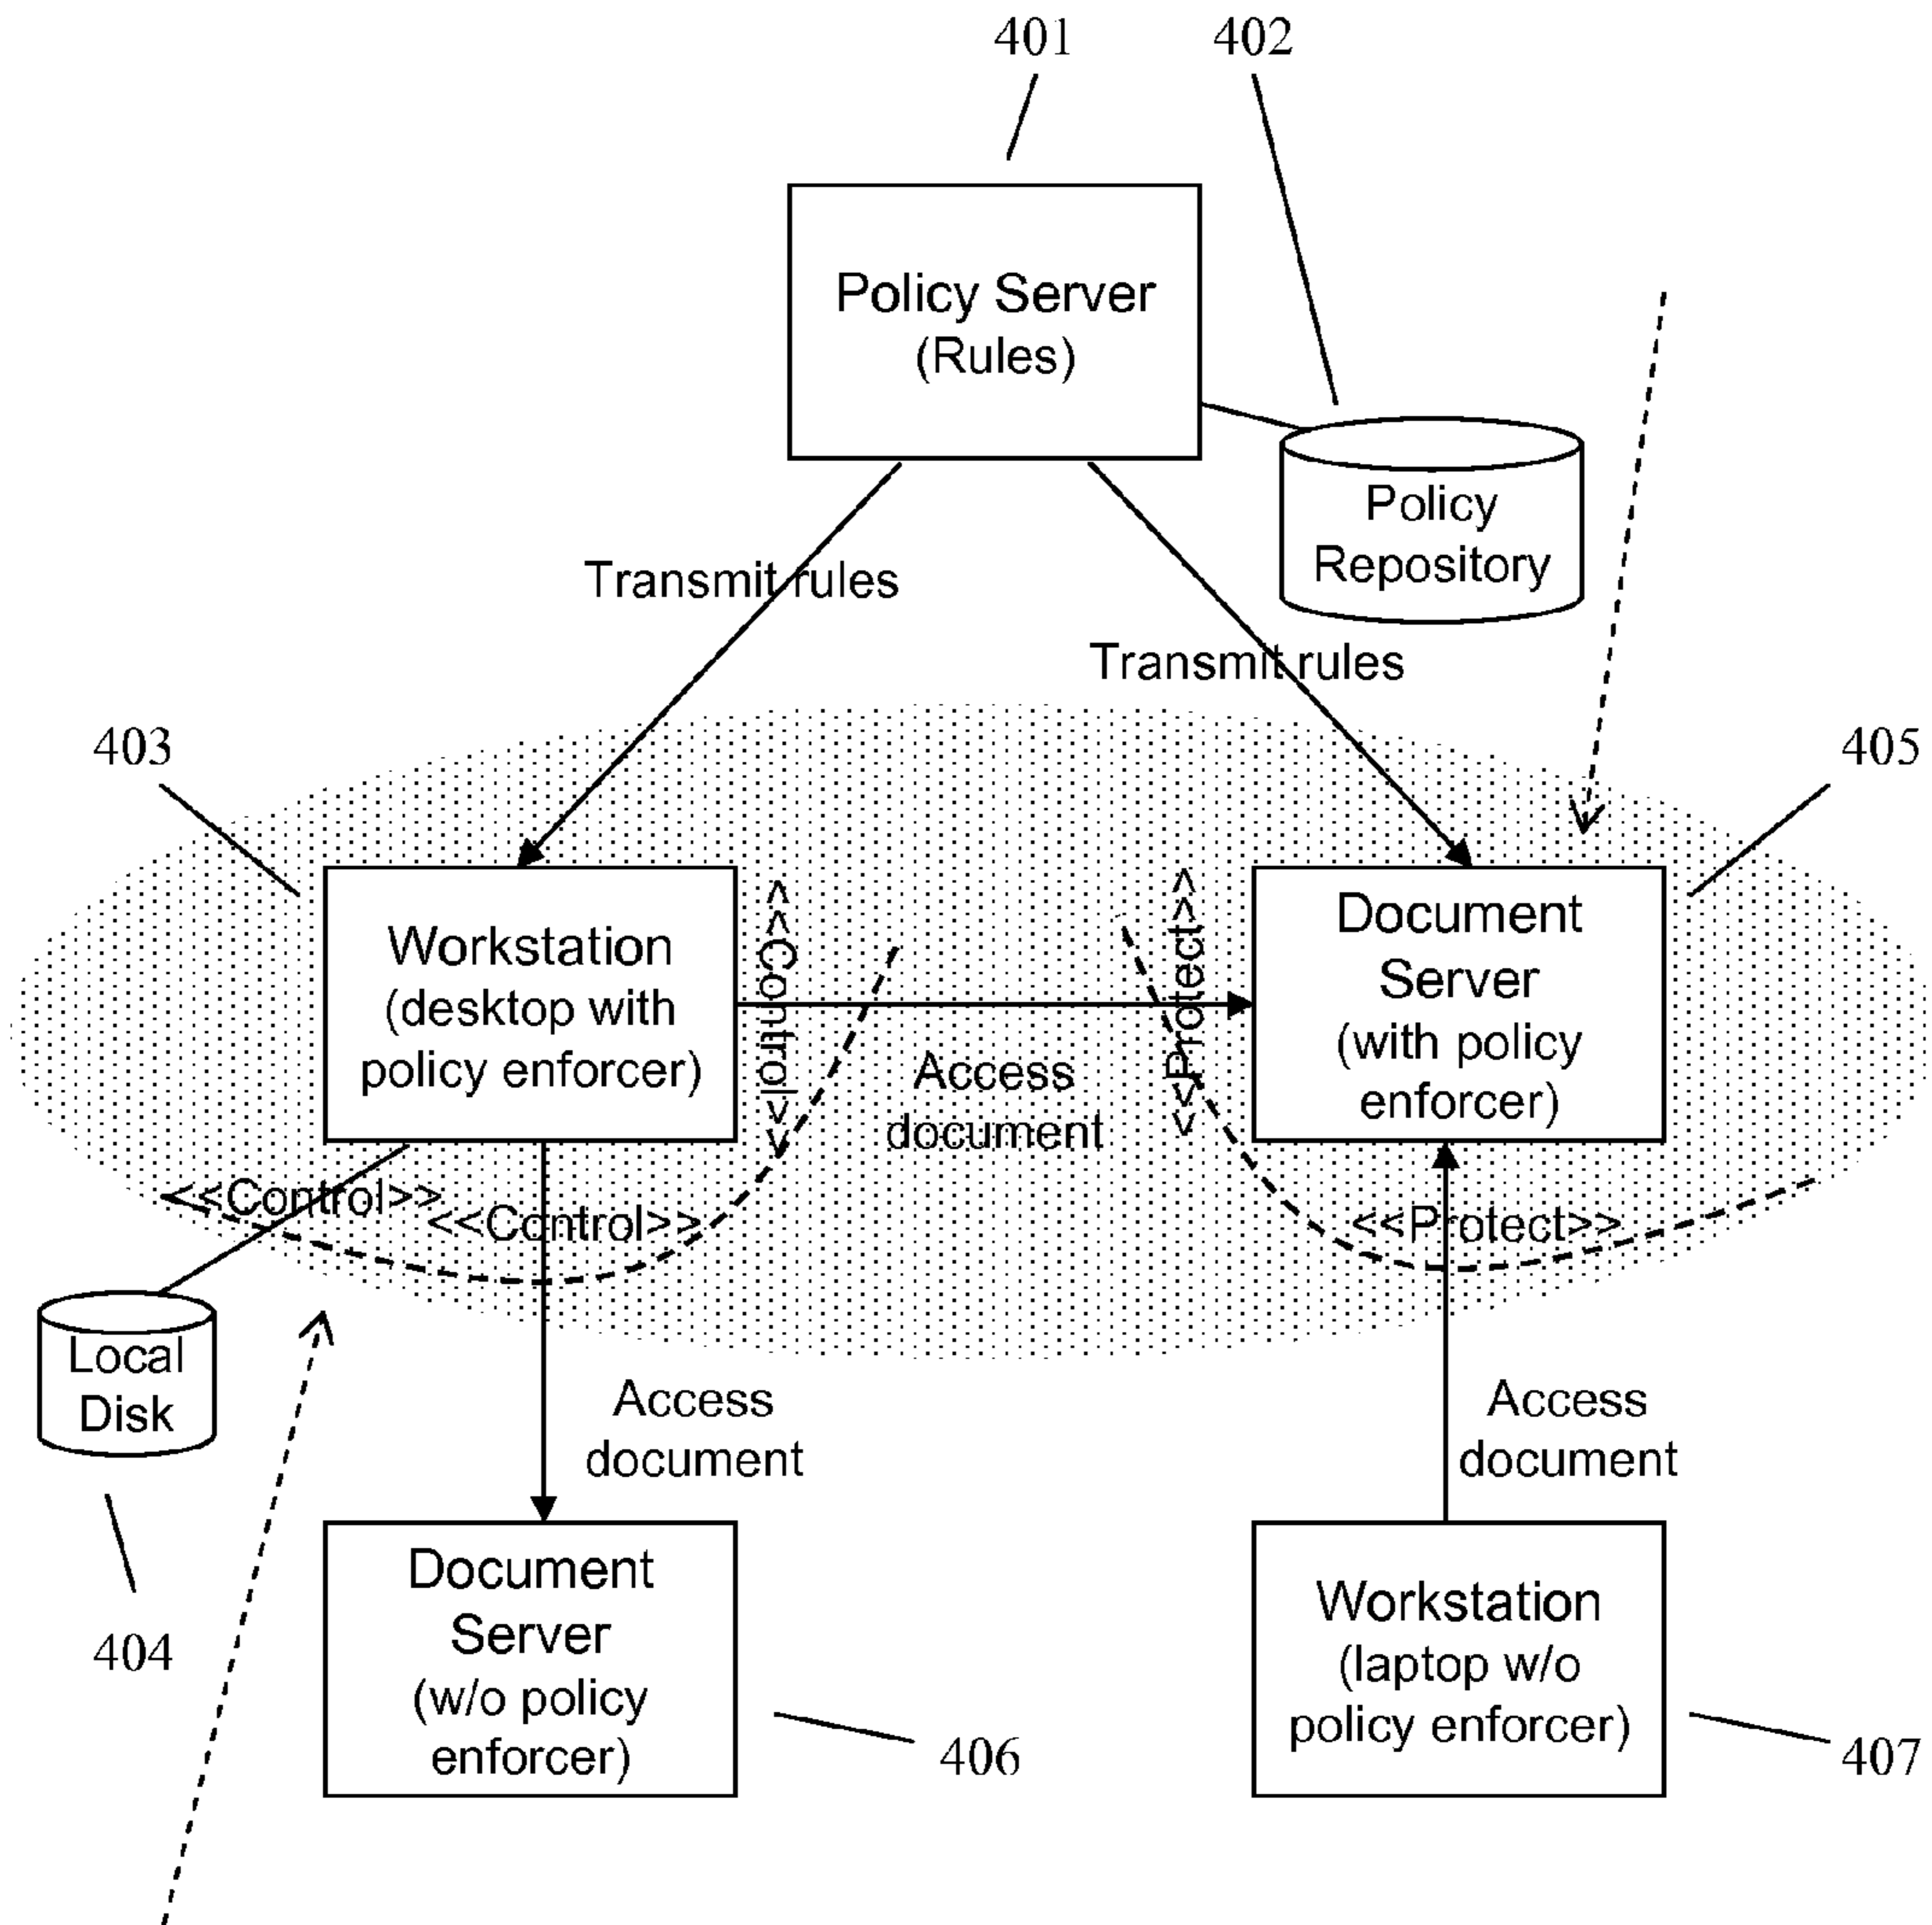 401
402
Policy Server
(Rules)
Policy
Repository
Transmit rules
Transmit rules
403
405
Workstation
(desktop with
policy enforcer)
<<Control>>
<<Protect>>
Document
Server
(with policy
enforcer)
Access
document
<<Control>>
<<Control>>
<<Protect>>
Local
Disk
Access
document
Access
document
404
Document
Server
(w/o policy
enforcer)
406
Workstation
(laptop w/o
policy enforcer)
407